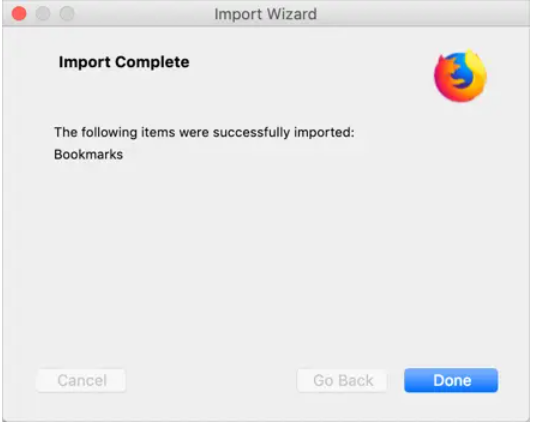 Import Wizard
Import Complete
The following items were successfully imported:
Bookmarks
Cancel
Go Back
Done